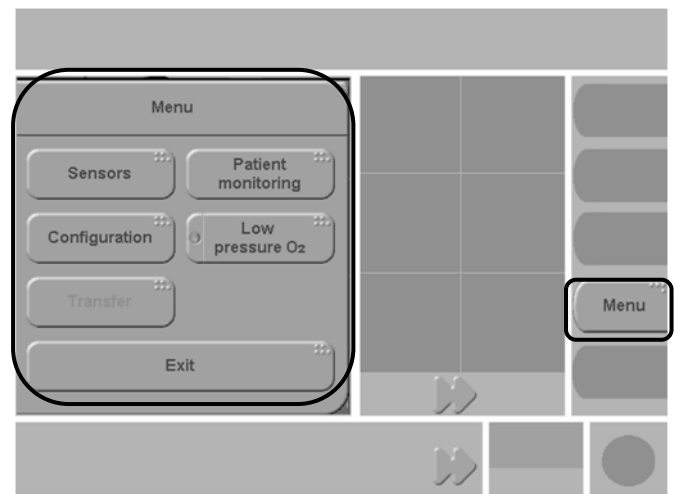 Menu
Sensors
Patient
monitoring
Configuration
Low
pressure O₂
Transfer
Menu
Exit